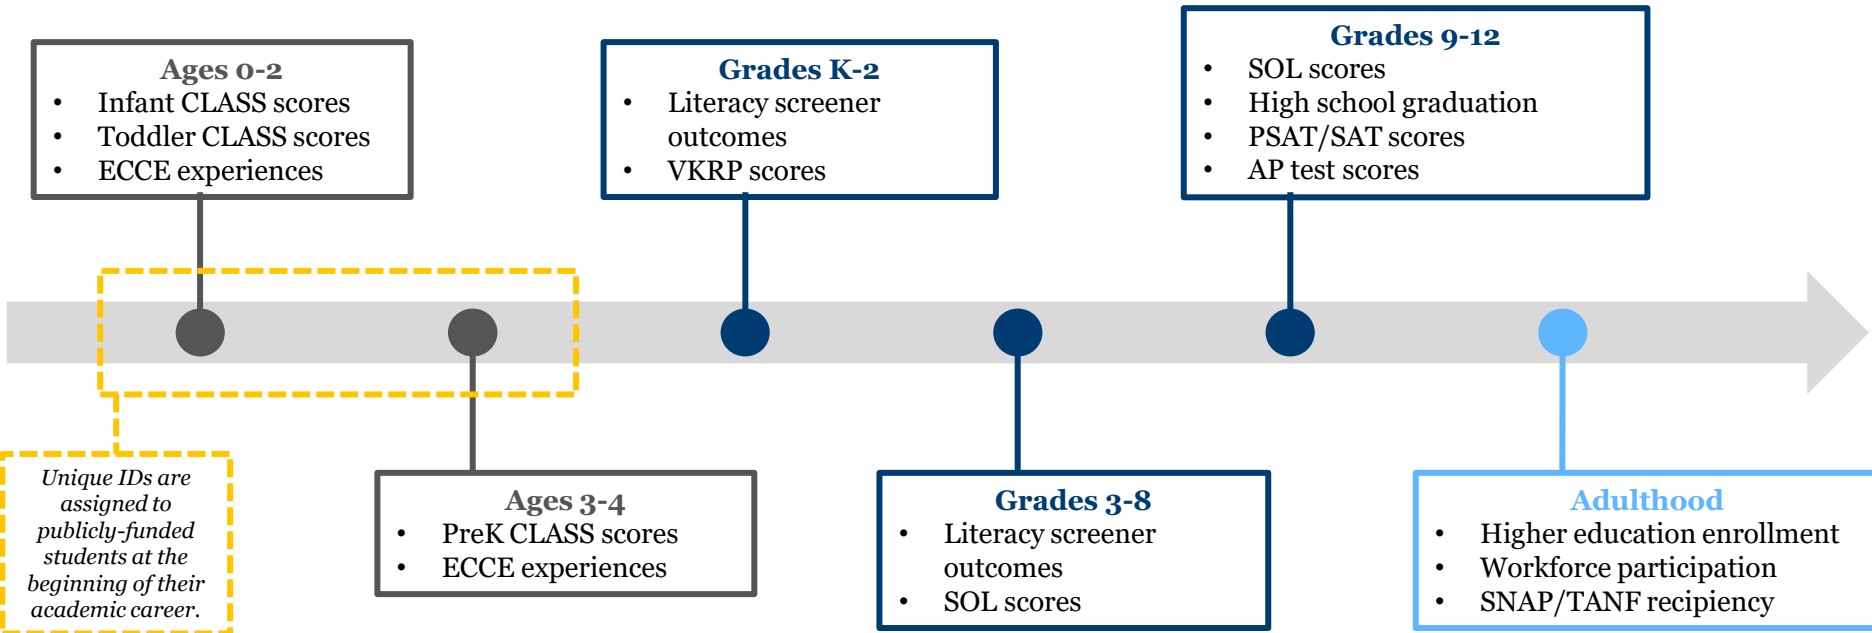 Ages 0-2
• Infant CLASS scores
• Toddler CLASS scores
• ECCE experiences
Grades K-2
• Literacy screener
outcomes
• VKRP scores
Grades 9-12
• SOL scores
• High school graduation
• PSAT/SAT scores
• AP test scores
Unique IDs are
assigned to
publicly-funded
students at the
beginning of their
academic career.
Ages 3-4
• PreK CLASS scores
• ECCE experiences
Grades 3-8
• Literacy screener
outcomes
• SOL scores
Adulthood
• Higher education enrollment
• Workforce participation
• SNAP/TANF recipiency